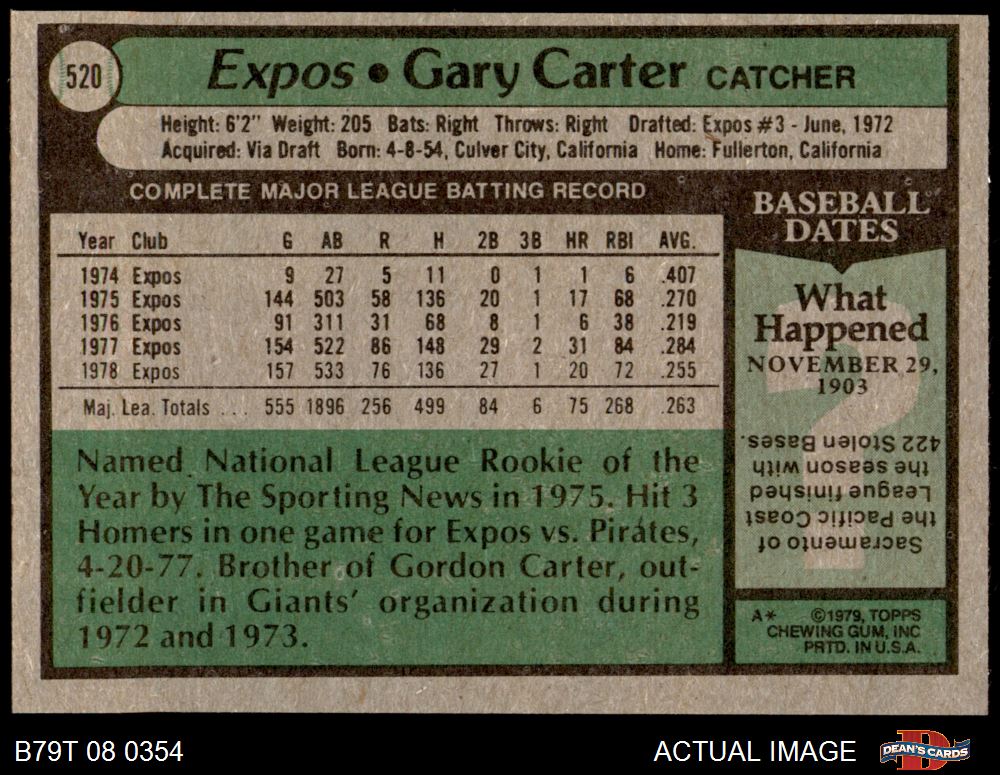 520
Expos • Gary Carter CATCHER
Height: 6'2" Weight: 205 Bats: Right Throws: Right Drafted: Expos #3 - June, 1972
Acquired: Via Draft Born: 4-8-54, Culver City, California Home: Fullerton, California
COMPLETE MAJOR LEAGUE BATTING RECORD
Year Club G AB R H 2B 3B HR RBI AVG.
1974 Expos 9 27 5 11 0 1 1 6 .407
1975 Expos 144 503 58 136 20 1 17 68 .270
1976 Expos 91 311 31 68 8 1 6 38 .219
1977 Expos 154 522 86 148 29 2 31 84 .284
1978 Expos 157 533 76 136 27 1 20 72 .255
Maj. Lea. Totals ... 555 1896 256 499 84 6 75 268 .263
Named National League Rookie of the
Year by The Sporting News in 1975. Hit 3
Homers in one game for Expos vs. Pirates,
4-20-77. Brother of Gordon Carter, out-
fielder in Giants' organization during
1972 and 1973.
BASEBALL
DATES
What
Happened
NOVEMBER 29,
1903
?
Sacramento of
the Pacific Coast
League finished
the season with
422 Stolen Bases.
A* ©1979, TOPPS
CHEWING GUM, INC
PRTD. IN U.S.A.
B79T 08 0354
ACTUAL IMAGE
D
DEAN'S CARDS